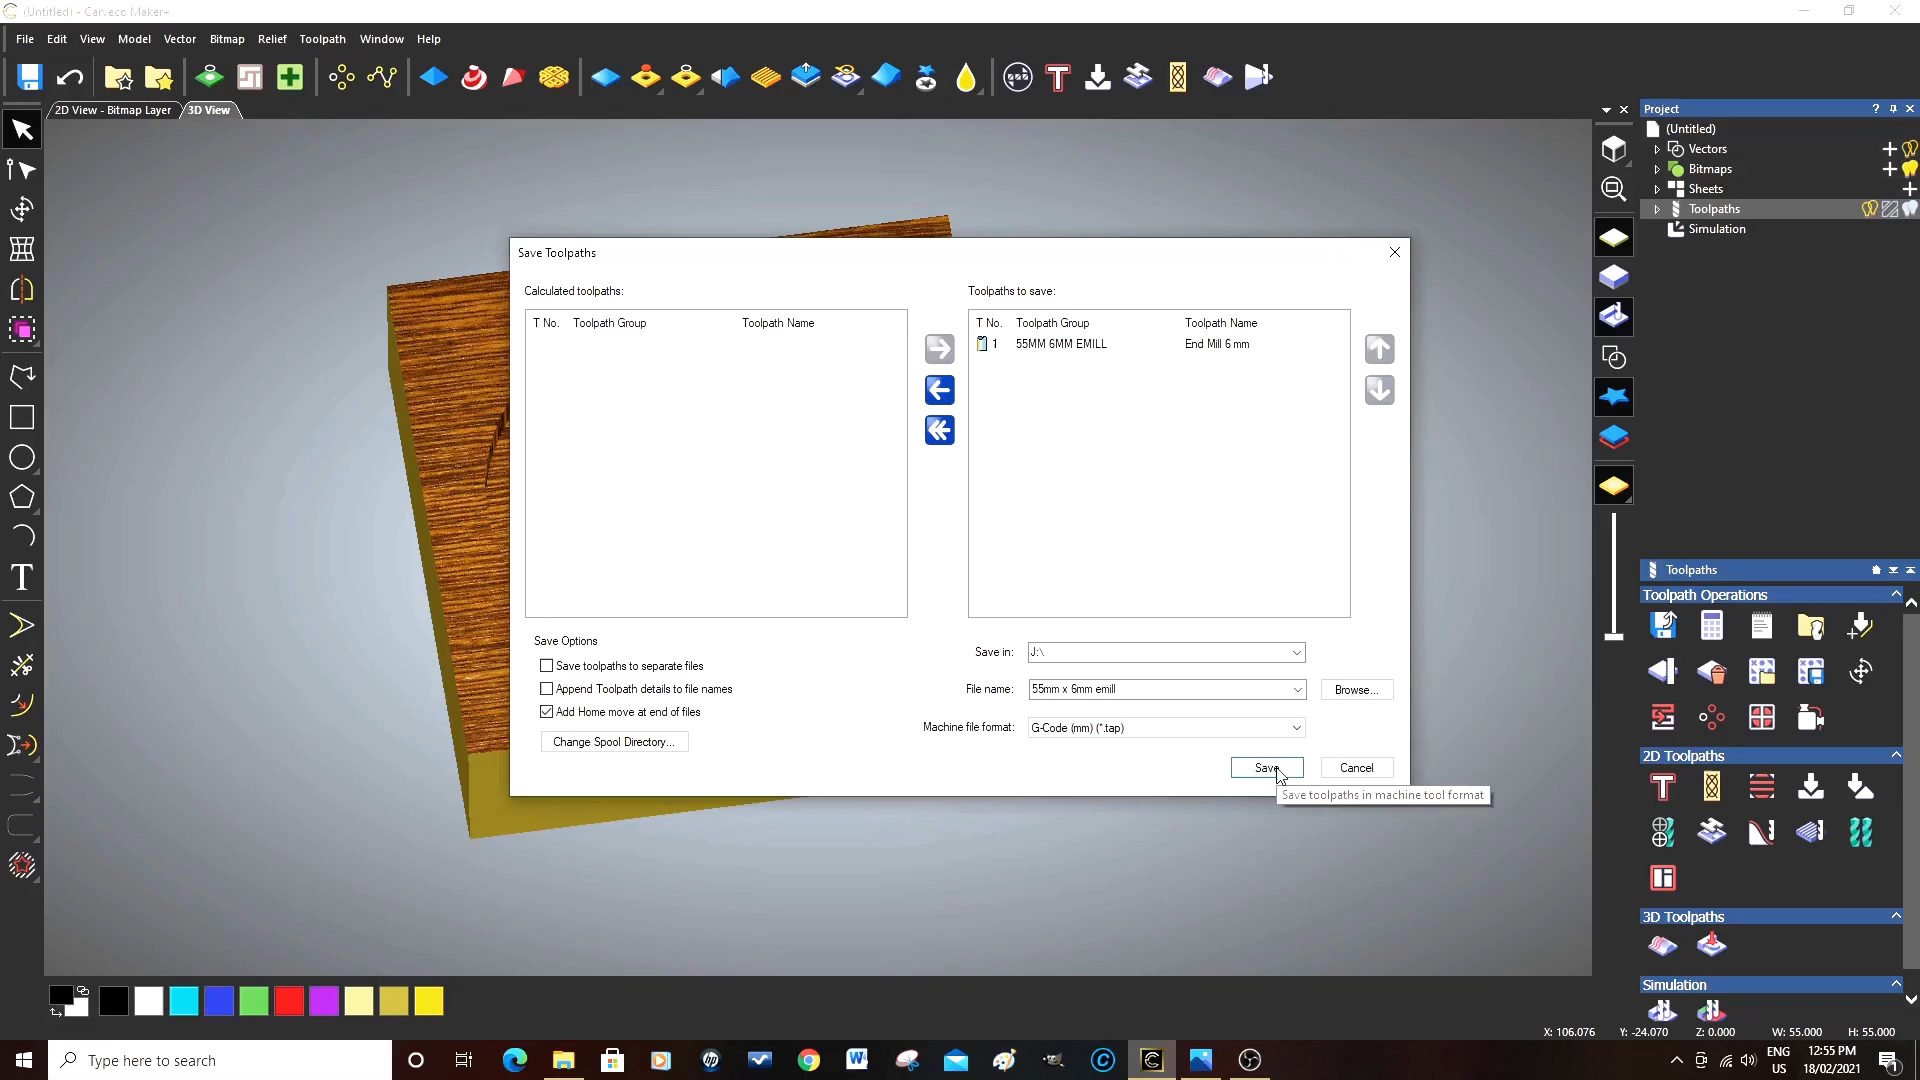 (Untitled) - Carveco Maker+
File Edit View Model Vector Bitmap Relief Toolpath Window Help
2D View - Bitmap Layer 3D View
Project
(Untitled)
Vectors
Bitmaps
Sheets
Toolpaths
Simulation
Save Toolpaths
Calculated toolpaths:
T No. Toolpath Group Toolpath Name
Toolpaths to save:
T No. Toolpath Group Toolpath Name
1 55MM 6MM EMILL End Mill 6 mm
Save Options
Save toolpaths to separate files
Append Toolpath details to file names
Add Home move at end of files
Change Spool Directory...
Save in: J:\
File name: 55mm x 6mm emill Browse...
Machine file format: G-Code (mm) (*.tap)
Save Cancel
Save toolpaths in machine tool format
Toolpaths
Toolpath Operations
2D Toolpaths
3D Toolpaths
Simulation
X: 106.076 Y: -24.070 Z: 0.000 W: 55.000 H: 55.000
Type here to search
ENG
US
12:55 PM
18/02/2021
1